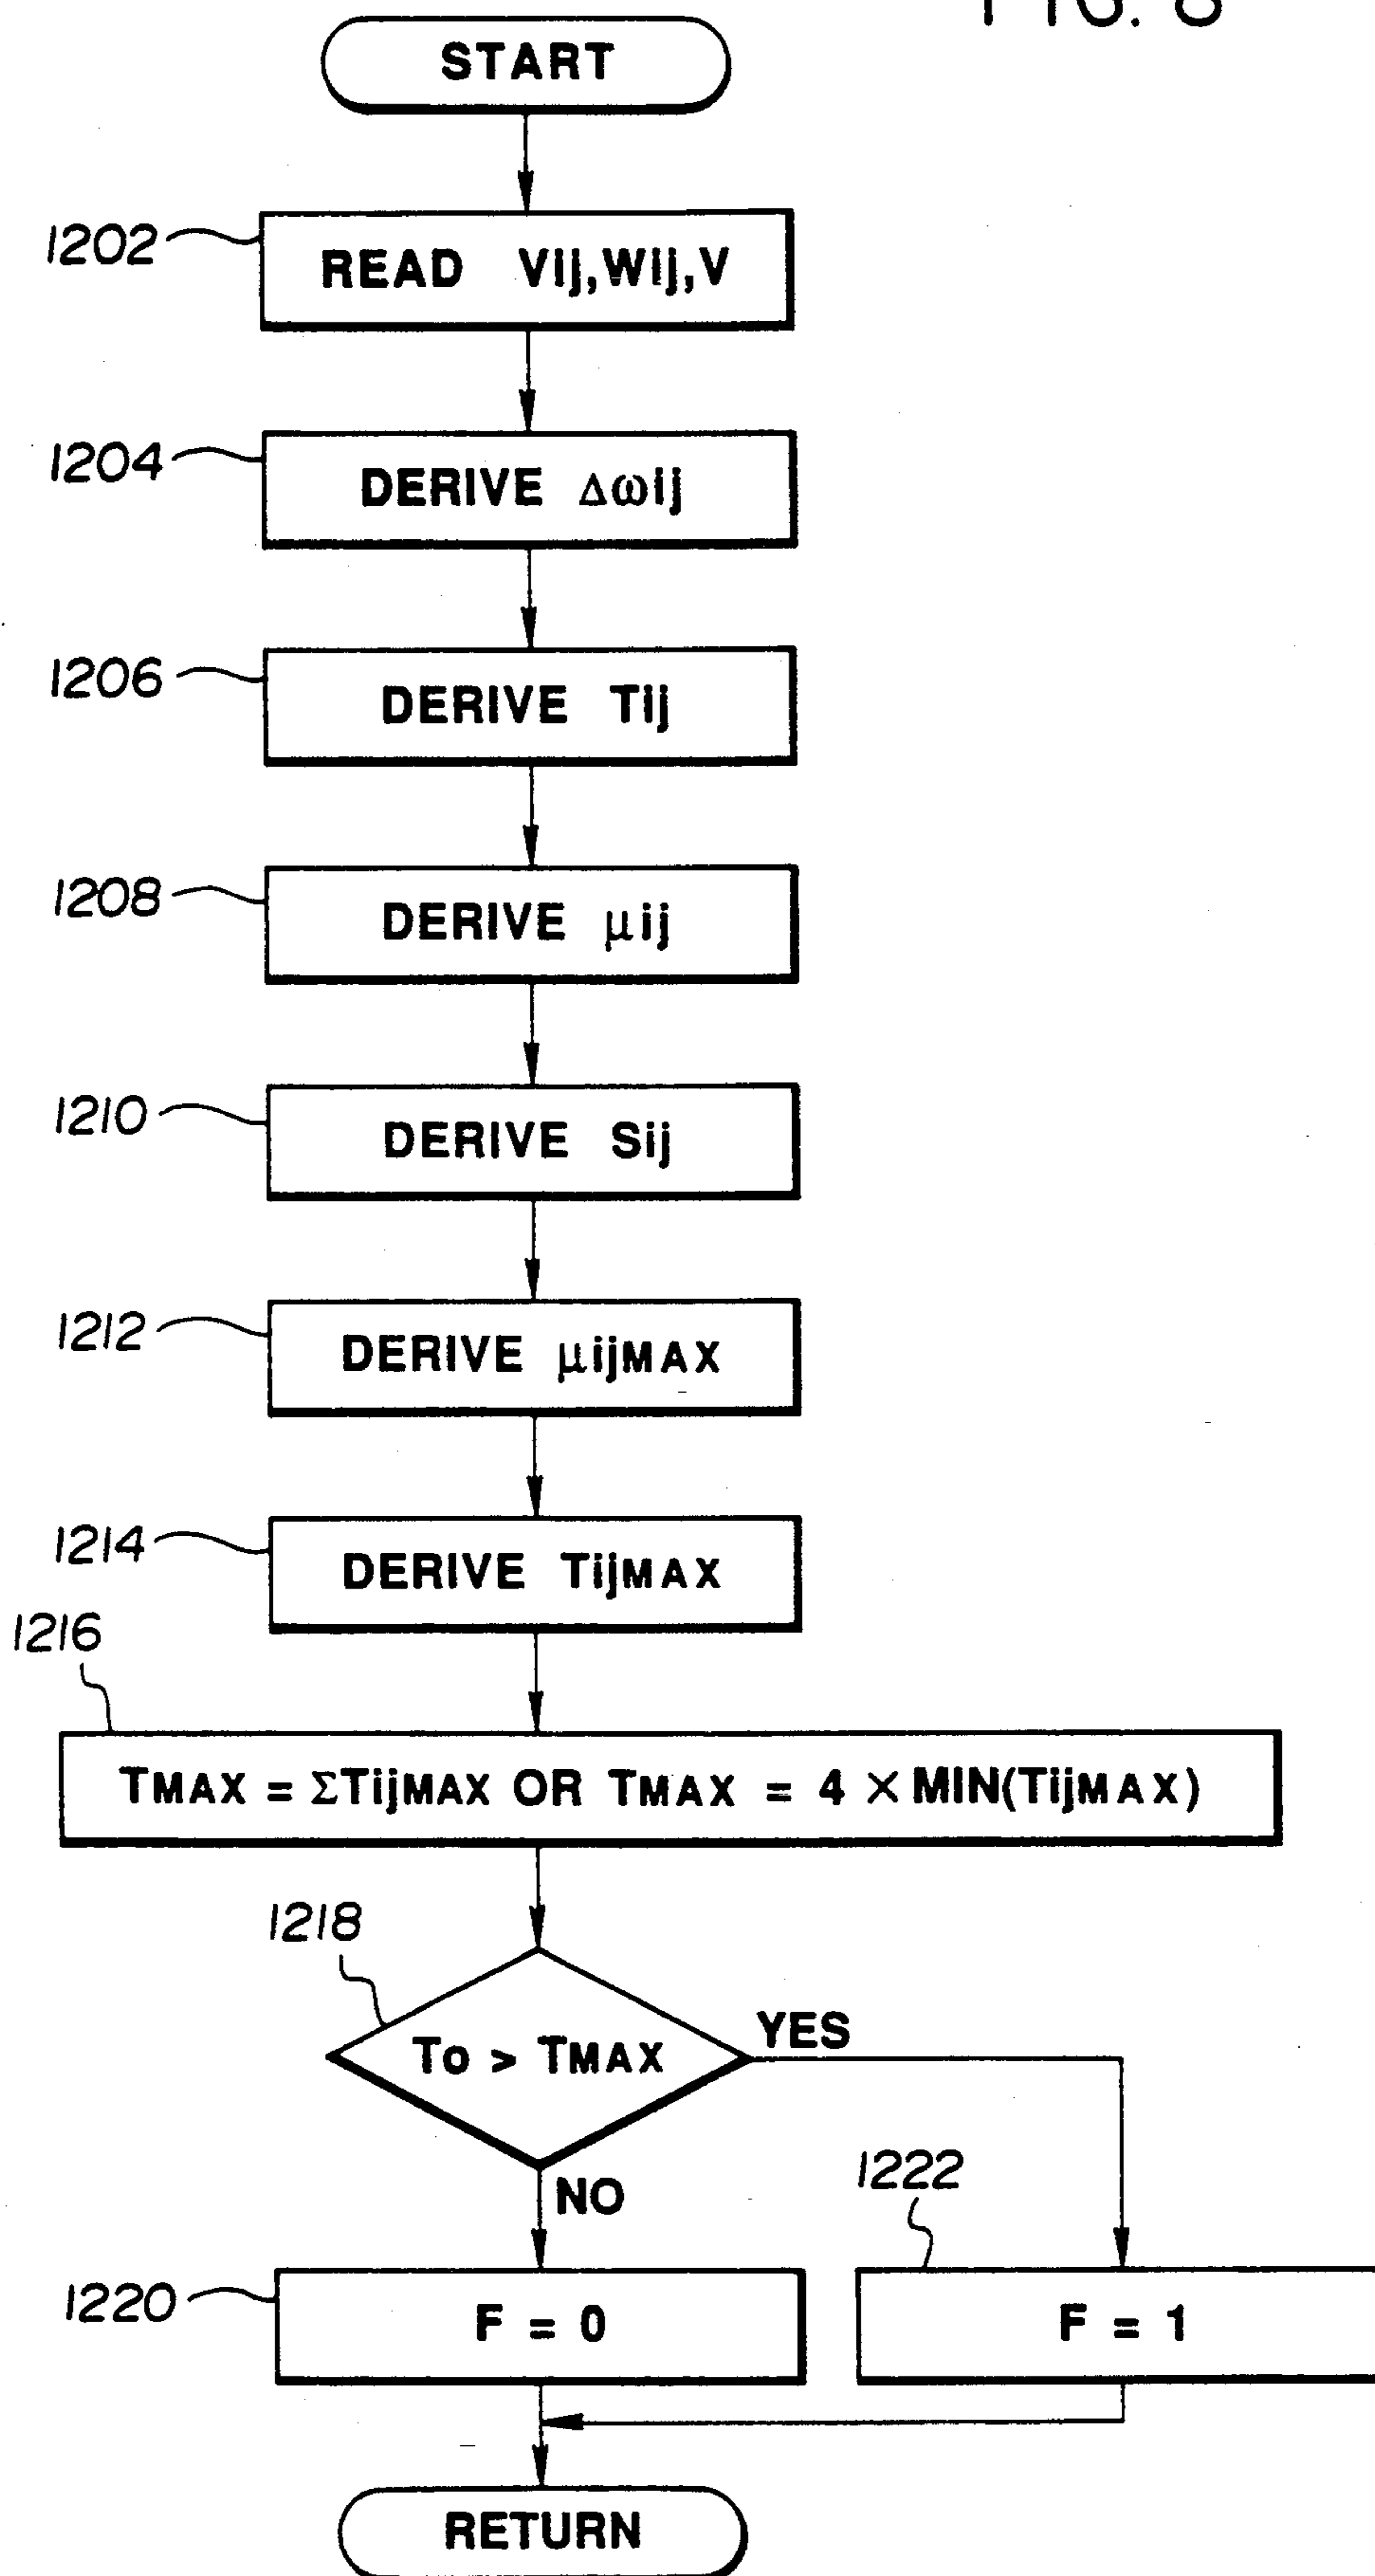 FIG. 8
START
1202
READ Vij,Wij,V
1204
DERIVE Δωij
1206
DERIVE Tij
1208
DERIVE μij
1210
DERIVE Sij
1212
DERIVE μijMAX
1214
DERIVE TijMAX
1216
TMAX = ΣTijMAX OR TMAX = 4 × MIN(TijMAX)
1218
To > TMAX
YES
NO
1222
1220
F = 0
F = 1
RETURN